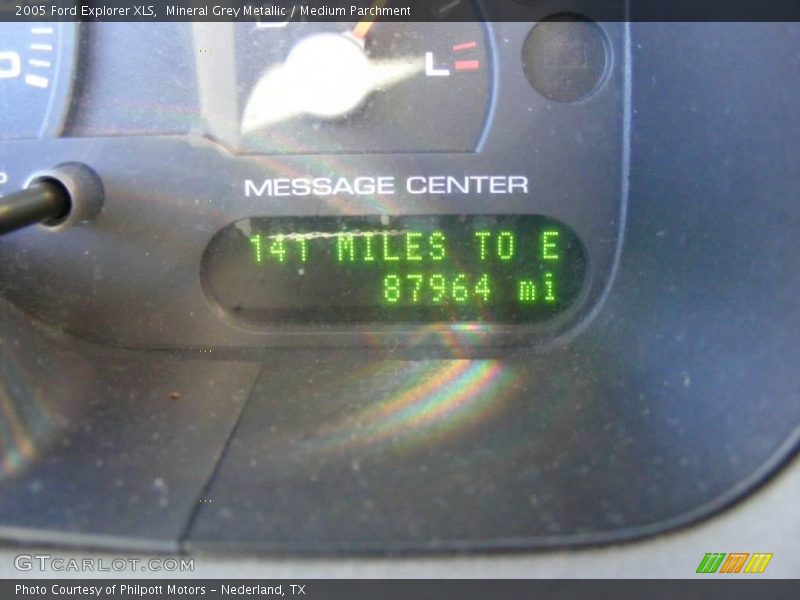 2005 Ford Explorer XLS,  Mineral Grey Metallic / Medium Parchment
L
MESSAGE CENTER
141 MILES TO E
87964 mi
GTCARLOT.COM
Photo Courtesy of Philpott Motors - Nederland, TX